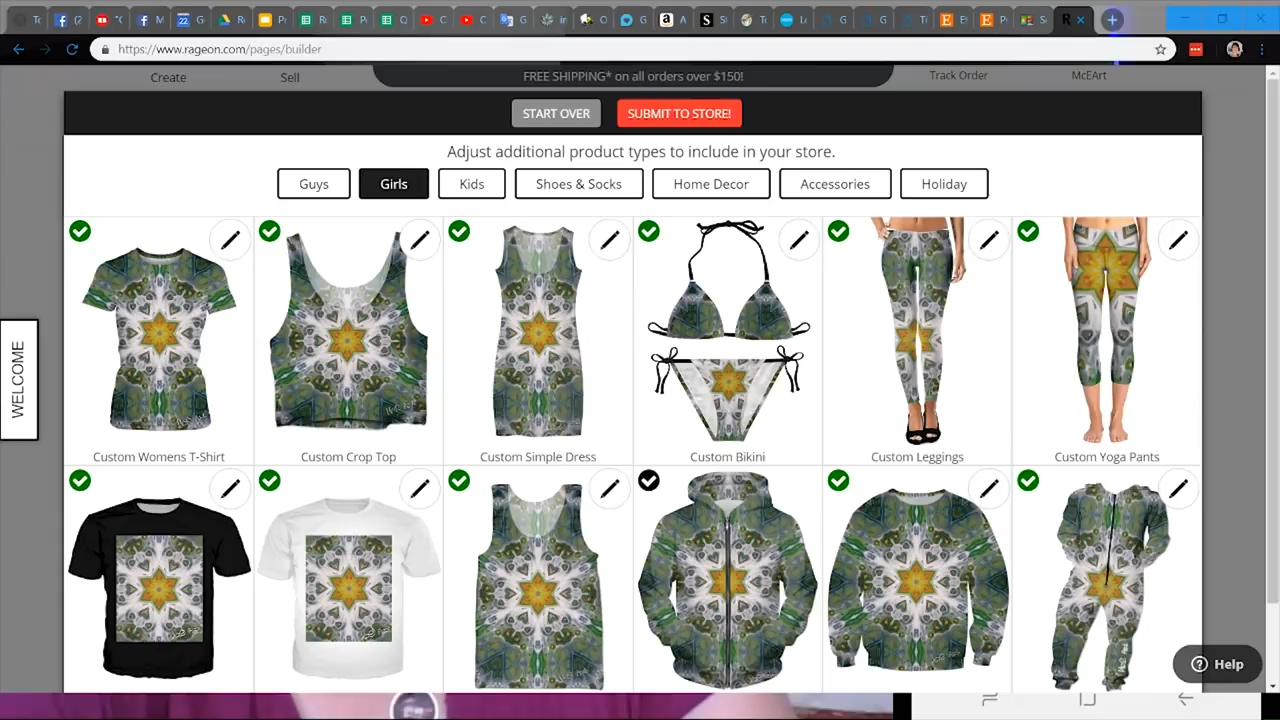 https://www.rageon.com/pages/builder
Create
Sell
FREE SHIPPING* on all orders over $150!
Track Order
McEArt
START OVER
SUBMIT TO STORE!
Adjust additional product types to include in your store.
Guys
Girls
Kids
Shoes & Socks
Home Decor
Accessories
Holiday
WELCOME
Custom Womens T-Shirt
Custom Crop Top
Custom Simple Dress
Custom Bikini
Custom Leggings
Custom Yoga Pants
Help